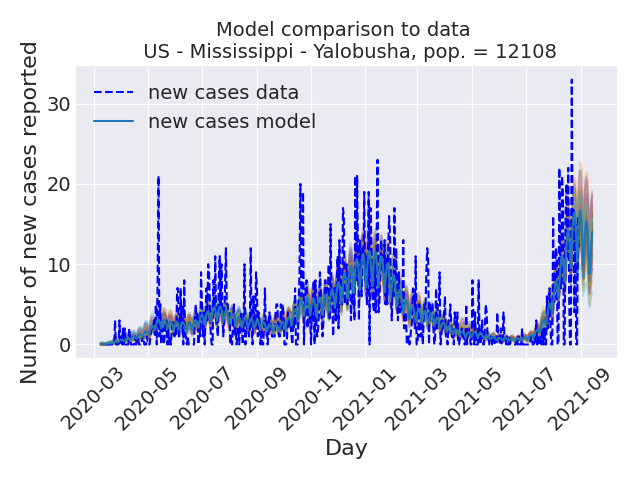 Model comparison to data
US - Mississippi - Yalobusha, pop. = 12108
Number of new cases reported
30
20
10
0
new cases data
new cases model
2020-03
2020-05
2020-07
2020-09
2020-11
2021-01
2021-03
2021-05
2021-07
2021-09
Day